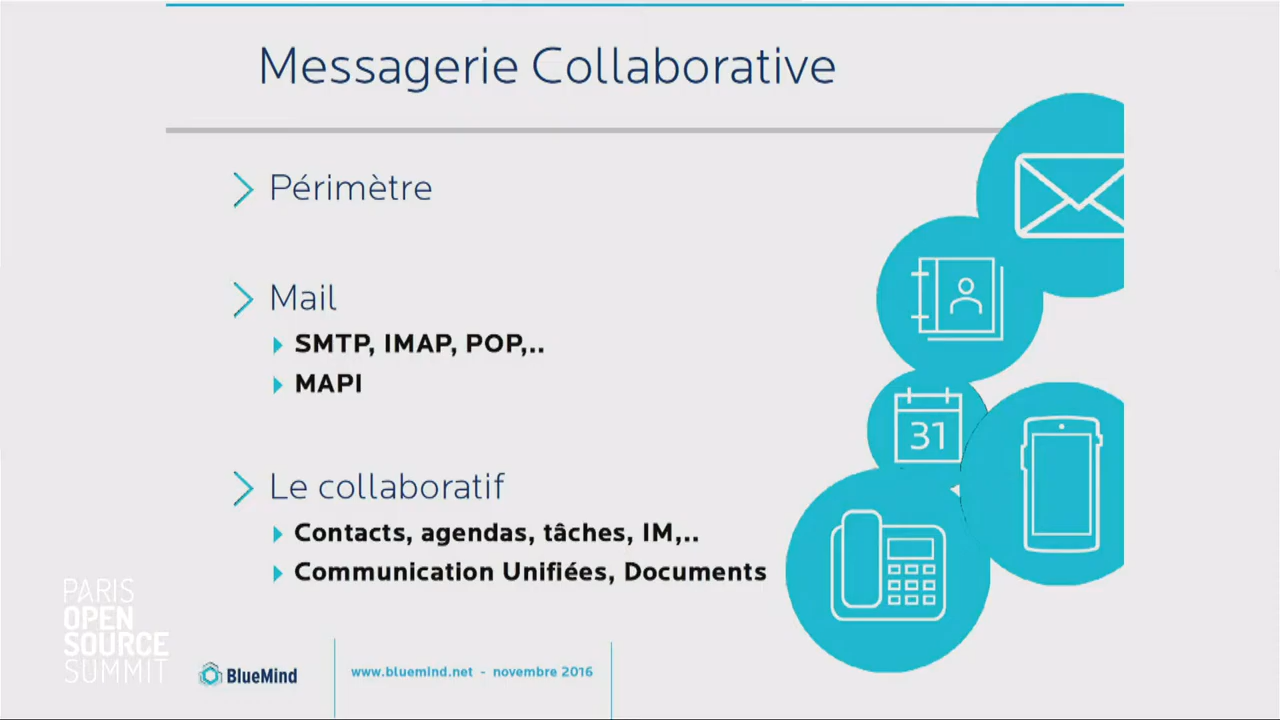 Messagerie Collaborative
Périmètre
Mail
SMTP, IMAP, POP,..
MAPI
31
Le collaboratif
Contacts, agendas, tâches, IM,..
Communication Unifiées, Documents
PARIS
OPEN
SOURCE
SUMMIT
BlueMind
www.bluemind.net - novembre 2016